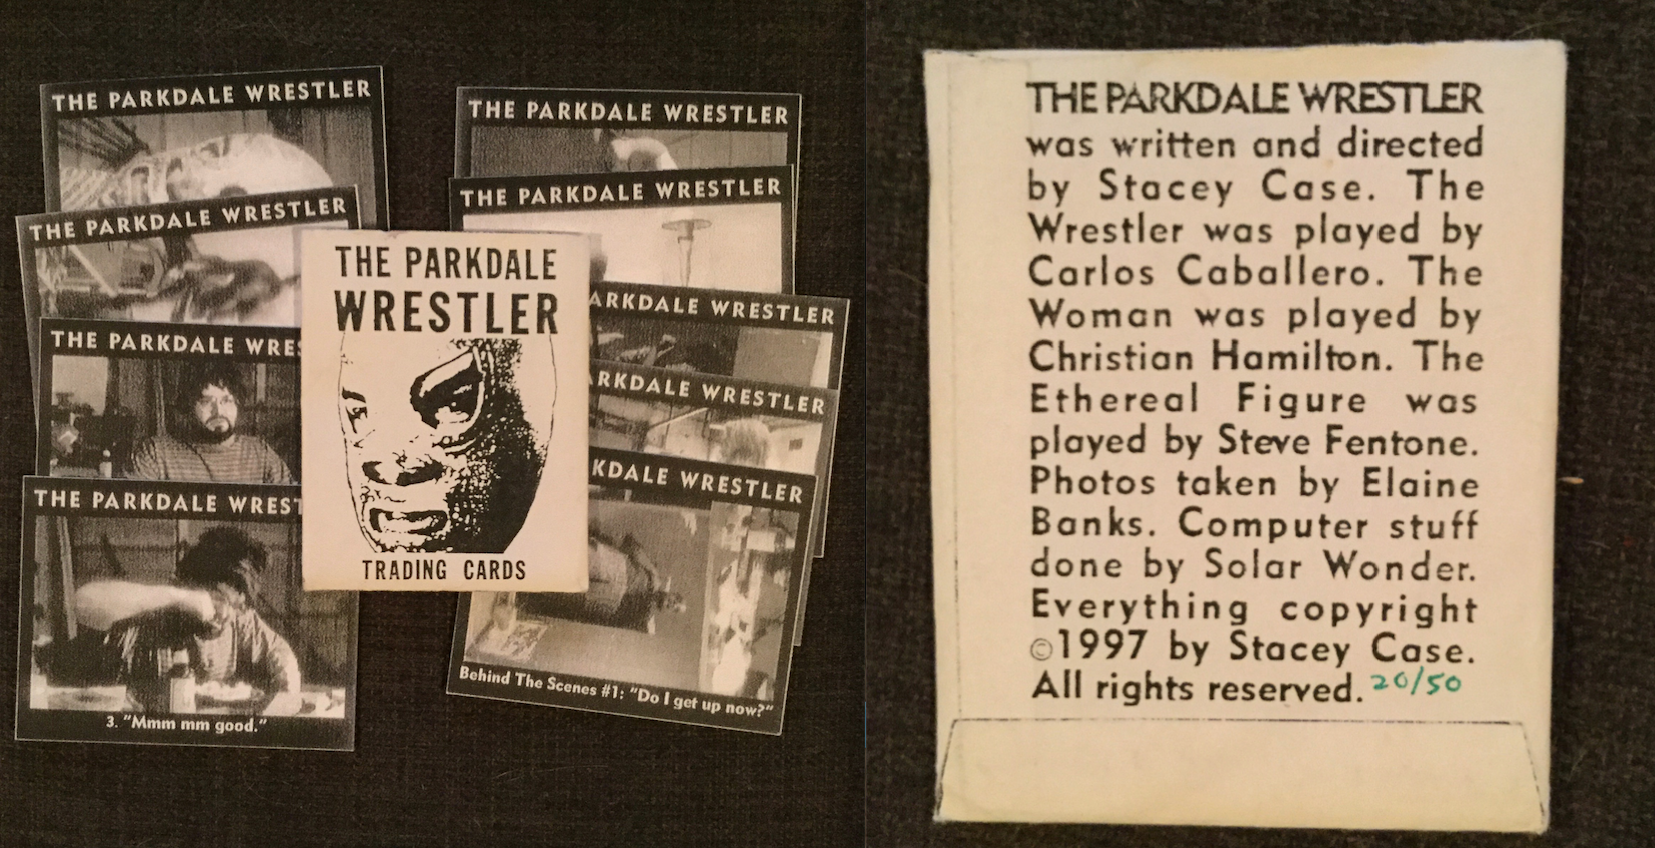 THE PARKDALE WRESTLER
THE PARKDALE WRESTLER
THE PARKDALE WRES
THE PARKDALE WREST
3. "Mmm mm good."
THE PARKDALE
WRESTLER
TRADING CARDS
THE PARKDALE WRESTLER
THE PARKDALE WRESTLER
ARKDALE WRESTLER
ARKDALE WRESTLER
KDALE WRESTLER
Behind The Scenes #1: "Do I get up now?"
THE PARKDALE WRESTLER
was written and directed
by Stacey Case. The
Wrestler was played by
Carlos Caballero. The
Woman was played by
Christian Hamilton. The
Ethereal Figure was
played by Steve Fentone.
Photos taken by Elaine
Banks. Computer stuff
done by Solar Wonder.
Everything copyright
©1997 by Stacey Case.
All rights reserved. 20/50